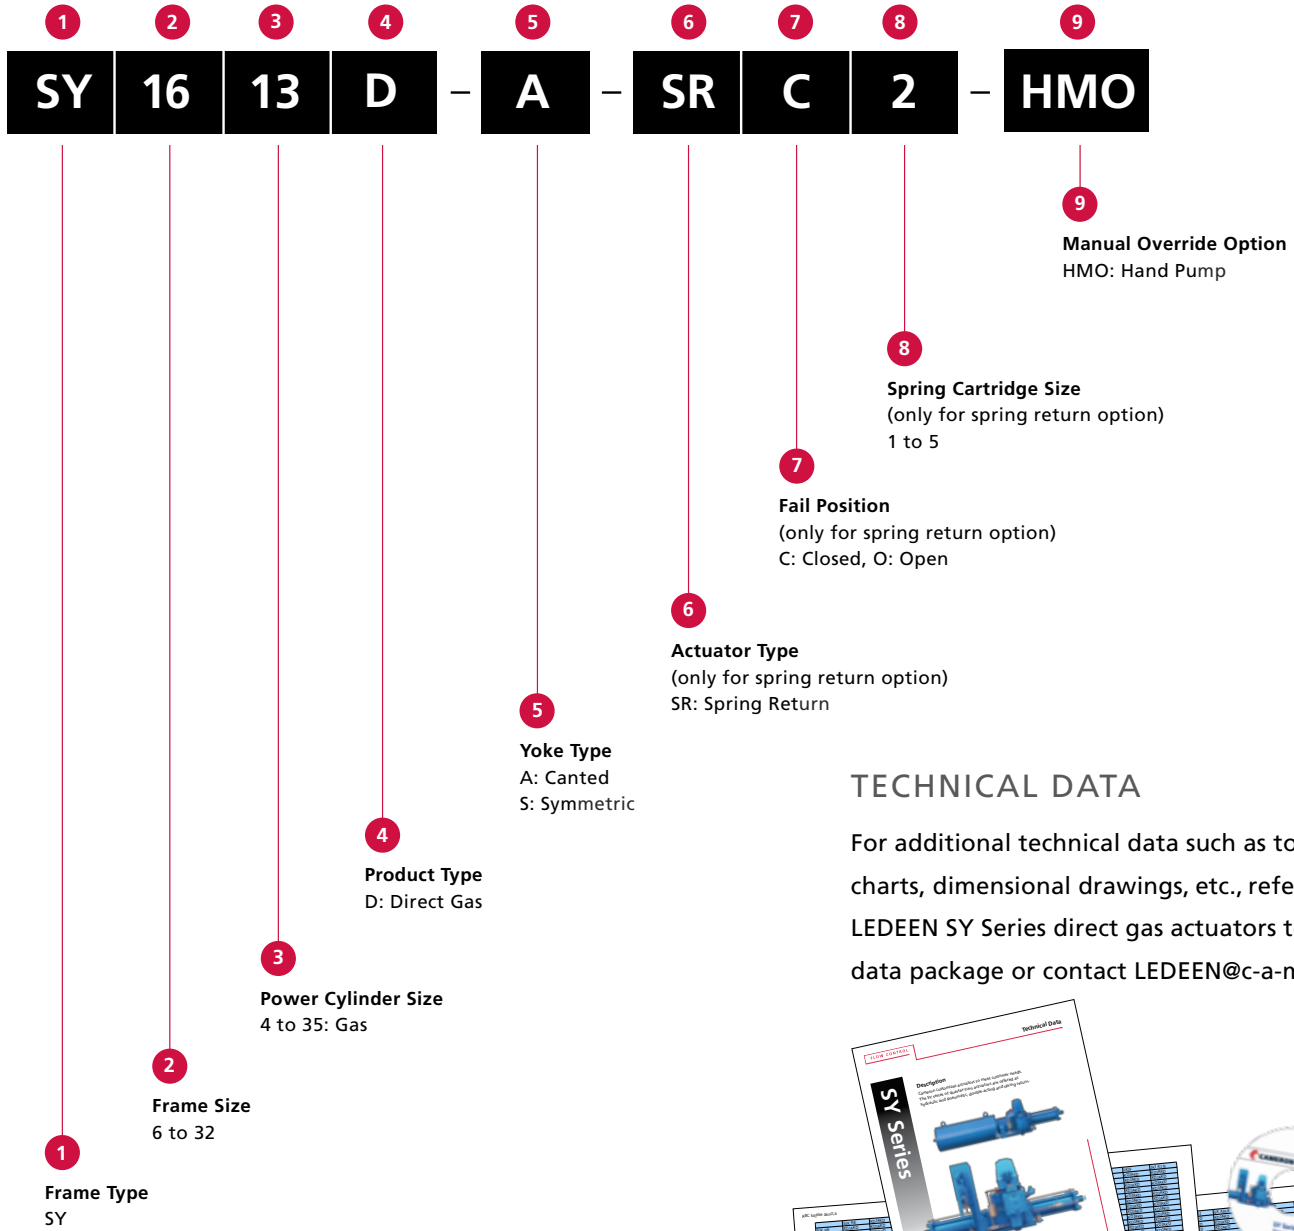 1 2 3 4 5 6 7 8 9
SY 16 13 D – A – SR C 2 – HMO
9
Manual Override Option
HMO: Hand Pump
8
Spring Cartridge Size
(only for spring return option)
1 to 5
7
Fail Position
(only for spring return option)
C: Closed, O: Open
6
Actuator Type
(only for spring return option)
SR: Spring Return
5
Yoke Type
A: Canted
S: Symmetric
4
Product Type
D: Direct Gas
3
Power Cylinder Size
4 to 35: Gas
2
Frame Size
6 to 32
1
Frame Type
SY
TECHNICAL DATA
For additional technical data such as to
charts, dimensional drawings, etc., refe
LEDEEN SY Series direct gas actuators t
data package or contact LEDEEN@c-a-m
Technical Data
FLOW CONTROL
Description
SY Series
CAMERON